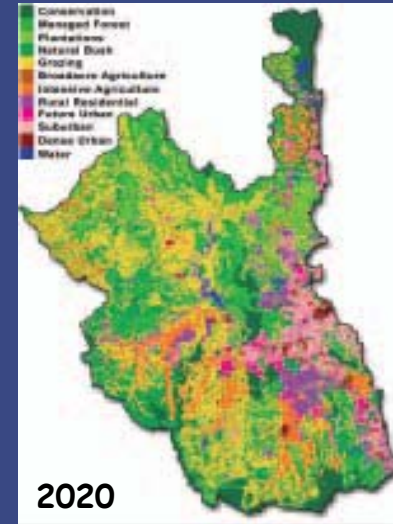 Conservation
Managed Forest
Plantations
Natural Bush
Grazing
Broadacre Agriculture
Intensive Agriculture
Rural Residential
Future Urban
Suburban
Dense Urban
Water
2020